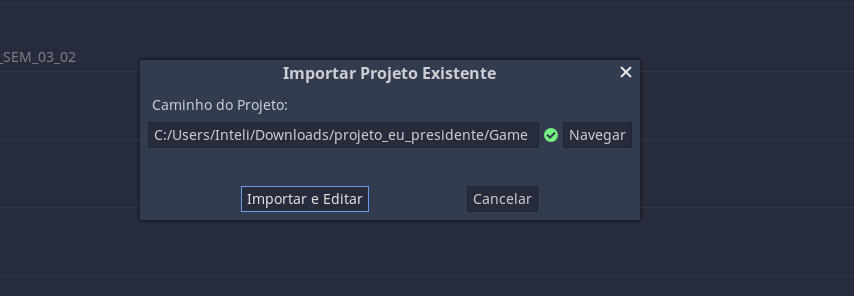 _SEM_03_02
Importar Projeto Existente
Caminho do Projeto:
C:/Users/Inteli/Downloads/projeto_eu_presidente/Game
Navegar
Importar e Editar
Cancelar